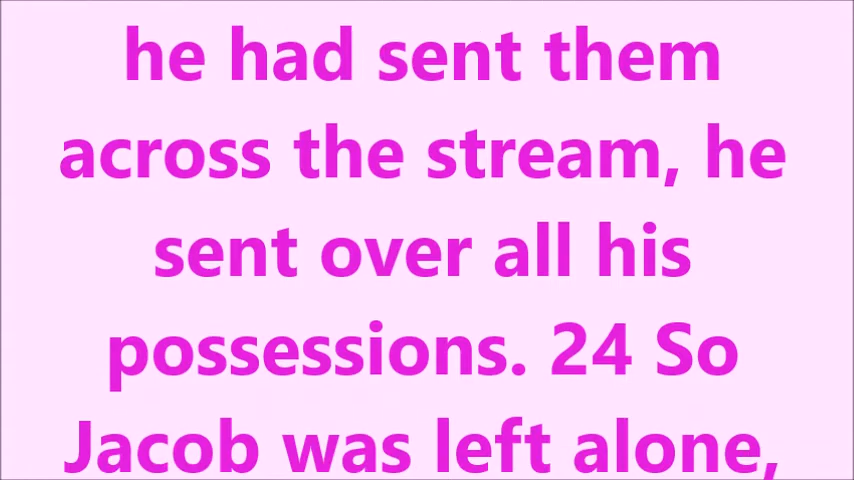 he had sent them
across the stream, he
sent over all his
possessions. 24 So
Jacob was left alone,